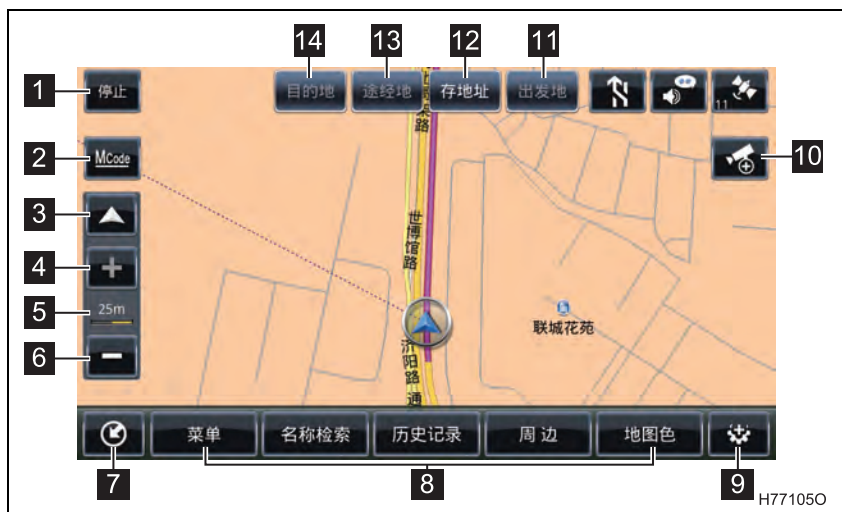 14 13 12 11
1 停止 目的地 途经地 存地址 出发地 11
2 MCode 10
3
4
世博馆路
5 25m
联城花苑
6
济阳路 通
菜单 名称检索 历史记录 周边 地图色
7 8 9
H77105O